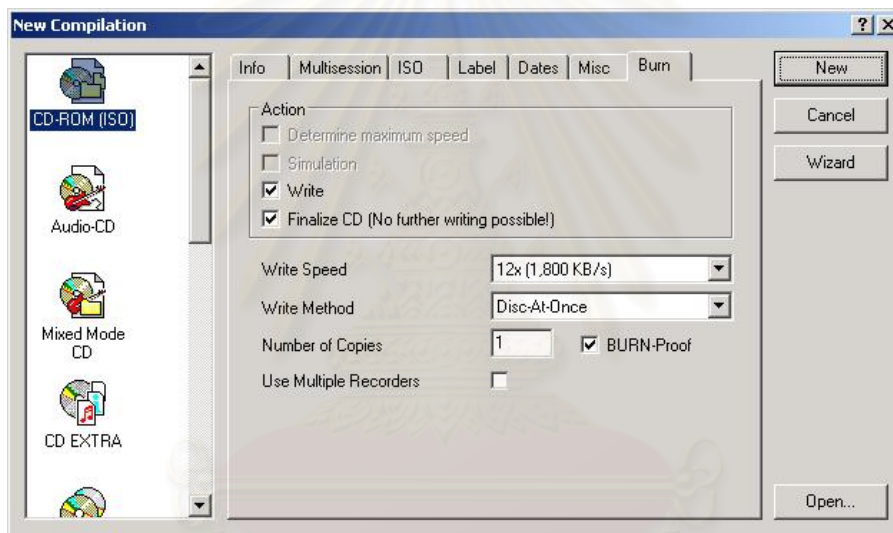 New Compilation
CD-ROM (ISO)
Audio-CD
Mixed Mode
CD
CD EXTRA
Info Multisession ISO Label Dates Misc Burn
Action
Determine maximum speed
Simulation
Write
Finalize CD (No further writing possible!)
Write Speed 12x (1,800 KB/s)
Write Method Disc-At-Once
Number of Copies 1 BURN-Proof
Use Multiple Recorders
New
Cancel
Wizard
Open...